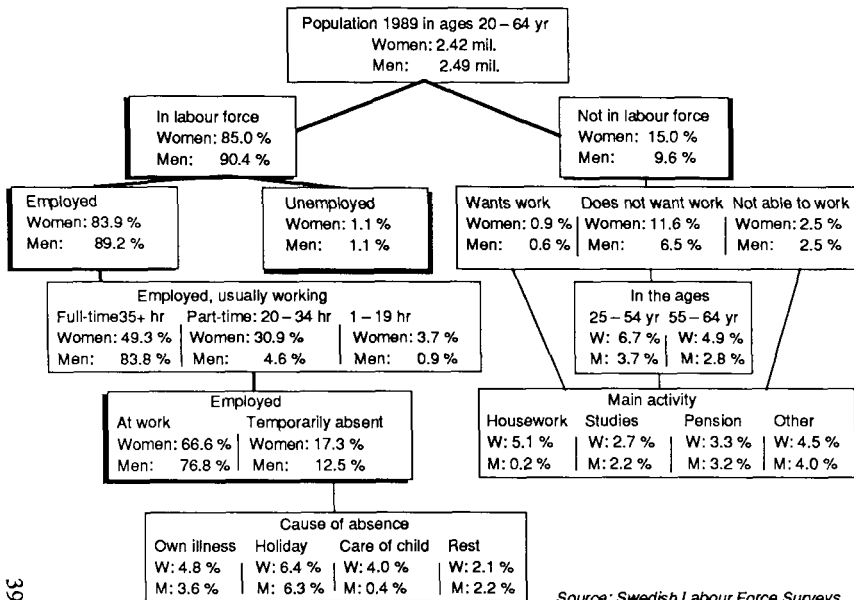 Population 1989 in ages 20–64 yr
Women: 2.42 mil.
Men: 2.49 mil.
In labour force
Women: 85.0 %
Men: 90.4 %
Not in labour force
Women: 15.0 %
Men: 9.6 %
Employed
Women: 83.9 %
Men: 89.2 %
Unemployed
Women: 1.1 %
Men: 1.1 %
Wants work Does not want work Not able to work
Women: 0.9 % Women: 11.6 % Women: 2.5 %
Men: 0.6 % Men: 6.5 % Men: 2.5 %
Employed, usually working
Full-time35+ hr Part-time: 20–34 hr 1–19 hr
Women: 49.3 % Women: 30.9 % Women: 3.7 %
Men: 83.8 % Men: 4.6 % Men: 0.9 %
In the ages
25–54 yr 55–64 yr
W: 6.7 % W: 4.9 %
M: 3.7 % M: 2.8 %
Employed
At work Temporarily absent
Women: 66.6 % Women: 17.3 %
Men: 76.8 % Men: 12.5 %
Main activity
Housework Studies Pension Other
W: 5.1 % W: 2.7 % W: 3.3 % W: 4.5 %
M: 0.2 % M: 2.2 % M: 3.2 % M: 4.0 %
Cause of absence
Own illness Holiday Care of child Rest
W: 4.8 % W: 6.4 % W: 4.0 % W: 2.1 %
M: 3.6 % M: 6.3 % M: 0.4 % M: 2.2 %
Source: Swedish Labour Force Surveys
39